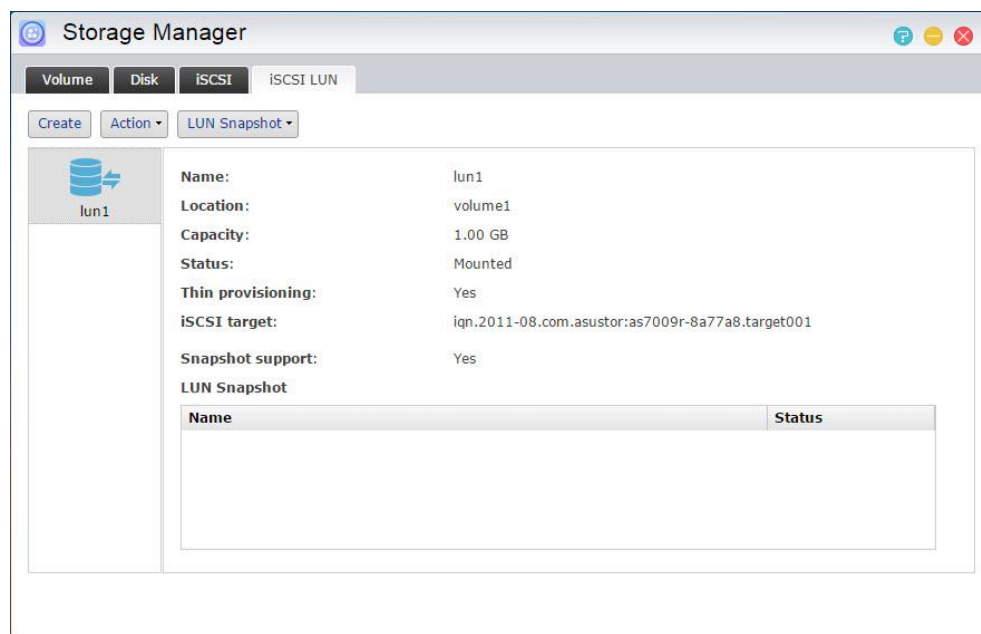 Storage Manager
Volume Disk iSCSI iSCSI LUN
Create Action LUN Snapshot
lun1
Name: lun1
Location: volume1
Capacity: 1.00 GB
Status: Mounted
Thin provisioning: Yes
iSCSI target: iqn.2011-08.com.asustor:as7009r-8a77a8.target001
Snapshot support: Yes
LUN Snapshot
Name Status